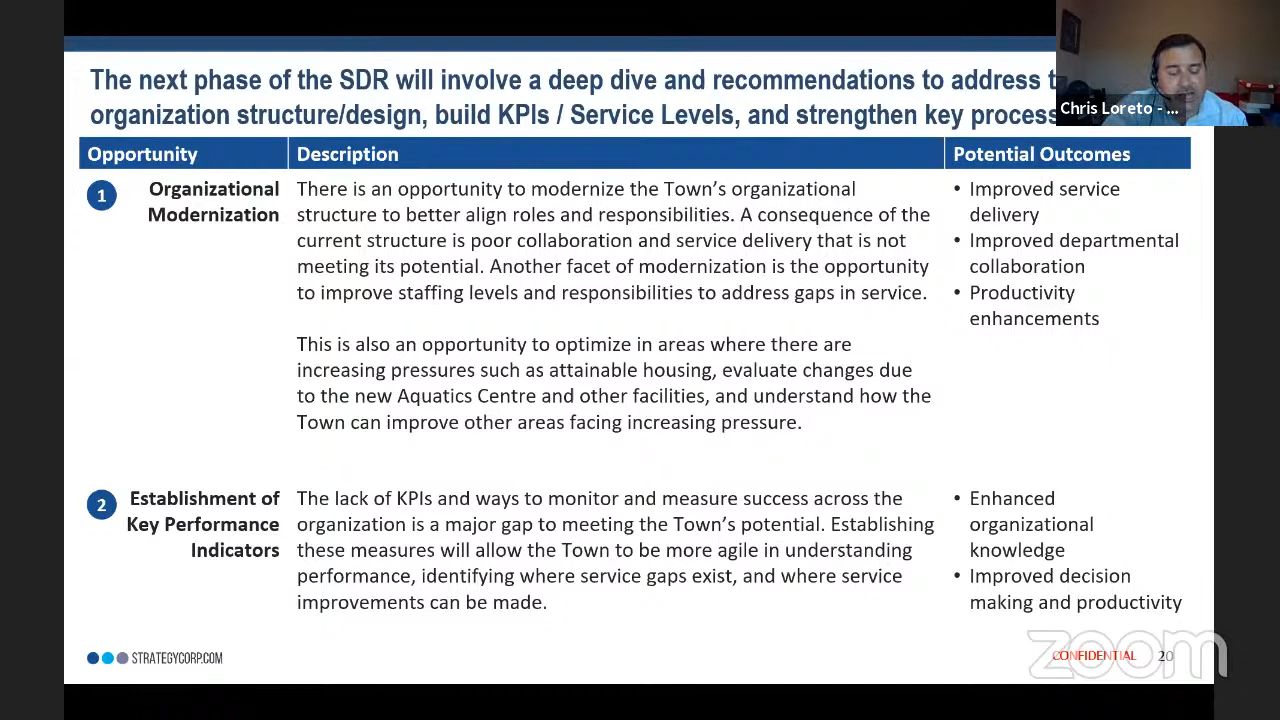 The next phase of the SDR will involve a deep dive and recommendations to address
organization structure/design, build KPIs / Service Levels, and strengthen key
Chris Loreto - ...
Opportunity
Description
Potential Outcomes
1
Organizational
Modernization
There is an opportunity to modernize the Town's organizational
structure to better align roles and responsibilities. A consequence of the
current structure is poor collaboration and service delivery that is not
meeting its potential. Another facet of modernization is the opportunity
to improve staffing levels and responsibilities to address gaps in service.
This is also an opportunity to optimize in areas where there are
increasing pressures such as attainable housing, evaluate changes due
to the new Aquatics Centre and other facilities, and understand how the
Town can improve other areas facing increasing pressure.
• Improved service
delivery
• Improved departmental
collaboration
• Productivity
enhancements
2
Establishment of
Key Performance
Indicators
The lack of KPIs and ways to monitor and measure success across the
organization is a major gap to meeting the Town's potential. Establishing
these measures will allow the Town to be more agile in understanding
performance, identifying where service gaps exist, and where service
improvements can be made.
• Enhanced
organizational
knowledge
• Improved decision
making and productivity
STRATEGYCORP.COM
CONFIDENTIAL
20
zoom